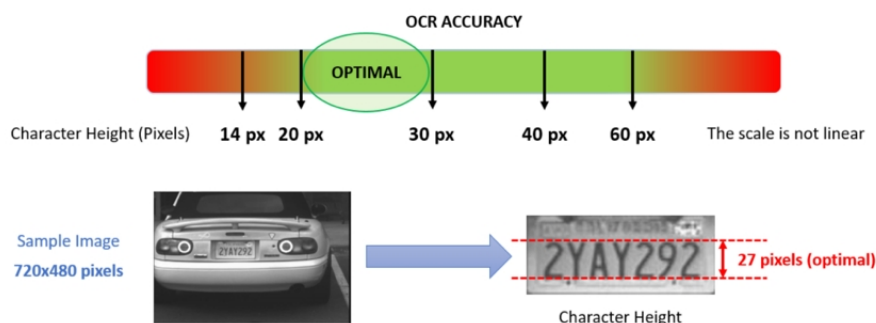 OCR ACCURACY
OPTIMAL
Character Height (Pixels) 14 px 20 px 30 px 40 px 60 px The scale is not linear
Sample Image
720x480 pixels
2YAY292
2YAY292
27 pixels (optimal)
Character Height